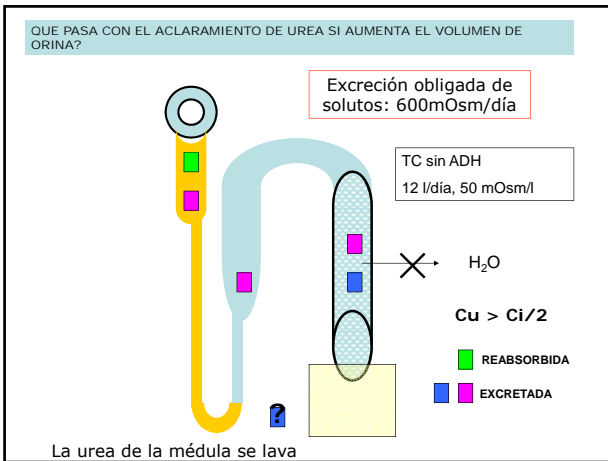 QUE PASA CON EL ACLARAMIENTO DE UREA SI AUMENTA EL VOLUMEN DE
ORINA?
Excreción obligada de
solutos: 600mOsm/día
TC sin ADH
12 l/día, 50 mOsm/l
H₂O
Cu > Ci/2
REABSORBIDA
EXCRETADA
?
La urea de la médula se lava